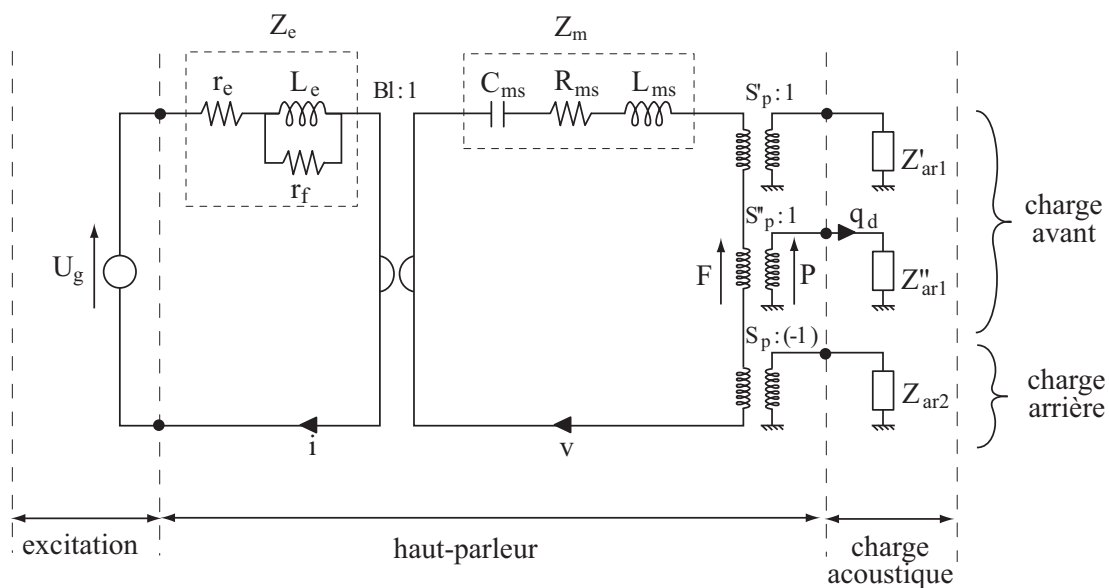 Z_e
Z_m
r_e
L_e
r_f
Bl:1
C_ms
R_ms
L_ms
S'_p:1
Z'_ar1
S''_p:1
q_d
Z''_ar1
charge
avant
U_g
F
P
S_p:(-1)
Z_ar2
charge
arrière
i
v
excitation
haut-parleur
charge
acoustique